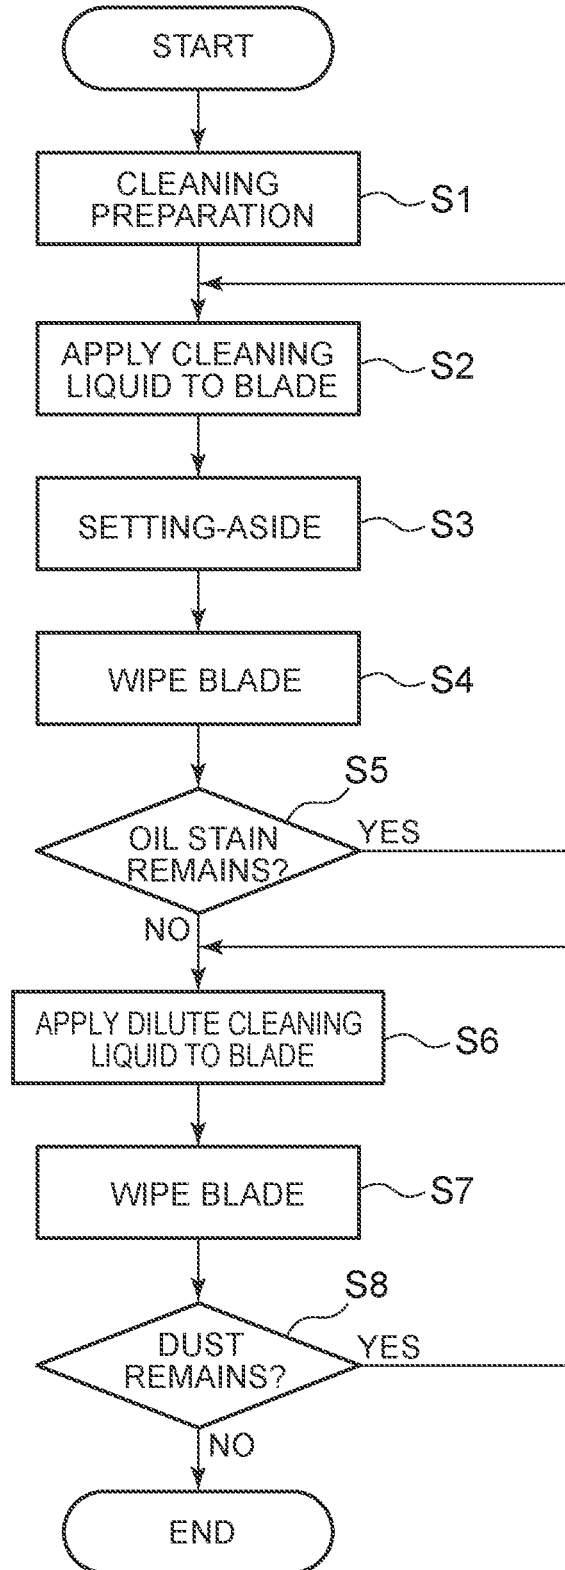 START
CLEANING
PREPARATION
S1
APPLY CLEANING
LIQUID TO BLADE
S2
SETTING-ASIDE
S3
WIPE BLADE
S4
S5
OIL STAIN
REMAINS?
YES
NO
APPLY DILUTE CLEANING
LIQUID TO BLADE
S6
WIPE BLADE
S7
S8
DUST
REMAINS?
YES
NO
END